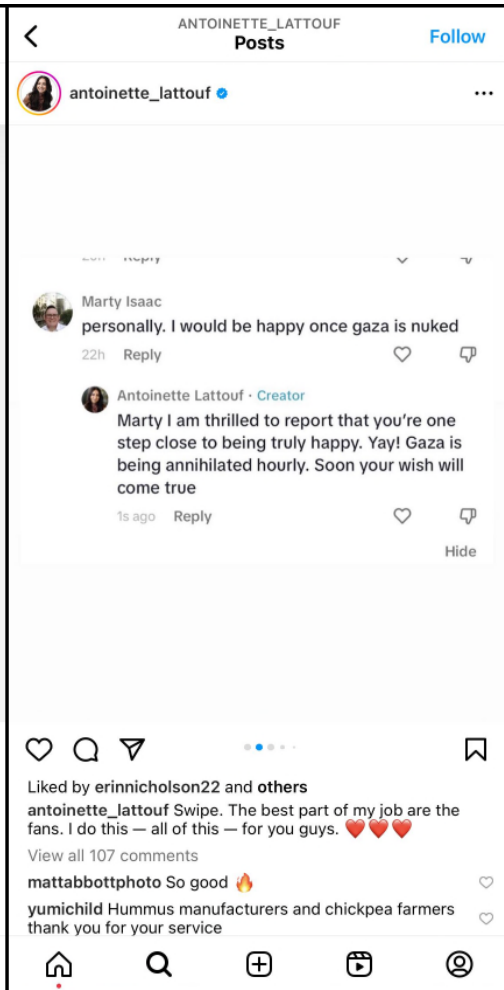 ANTOINETTE_LATTOUF
Posts
Follow
antoinette_lattouf
Reply
Marty Isaac
personally. I would be happy once gaza is nuked
22h Reply
Antoinette Lattouf · Creator
Marty I am thrilled to report that you're one
step close to being truly happy. Yay! Gaza is
being annihilated hourly. Soon your wish will
come true
1s ago Reply
Hide
Liked by erinnicholson22 and others
antoinette_lattouf Swipe. The best part of my job are the
fans. I do this — all of this — for you guys. ❤️❤️❤️
View all 107 comments
mattabbottphoto So good 🔥
yumichild Hummus manufacturers and chickpea farmers
thank you for your service